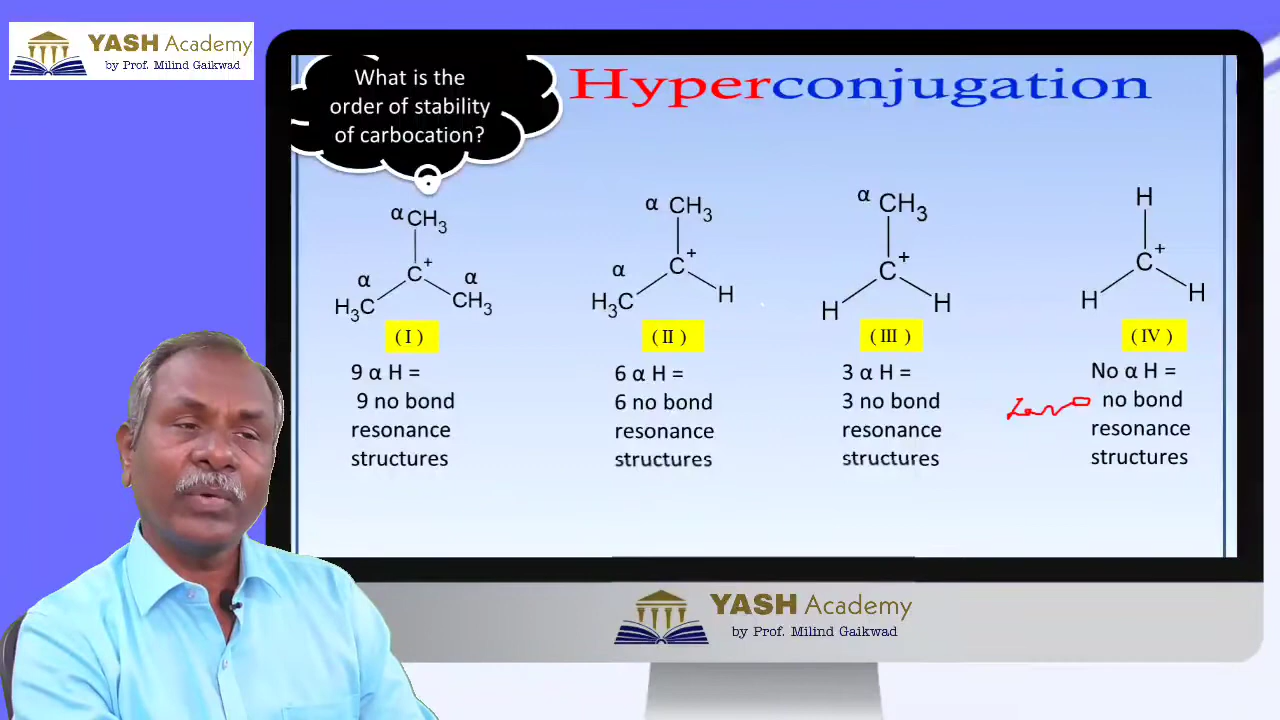 YASH Academy
by Prof. Milind Gaikwad
What is the
order of stability
of carbocation?
Hyperconjugation
α CH3
α α
C+
H3C CH3
( I )
9 α H =
9 no bond
resonance
structures
α CH3
α
C+
H3C H
( II )
6 α H =
6 no bond
resonance
structures
α CH3
C+
H H
( III )
3 α H =
3 no bond
resonance
structures
H
C+
H H
( IV )
No α H =
no bond
resonance
structures
YASH Academy
by Prof. Milind Gaikwad